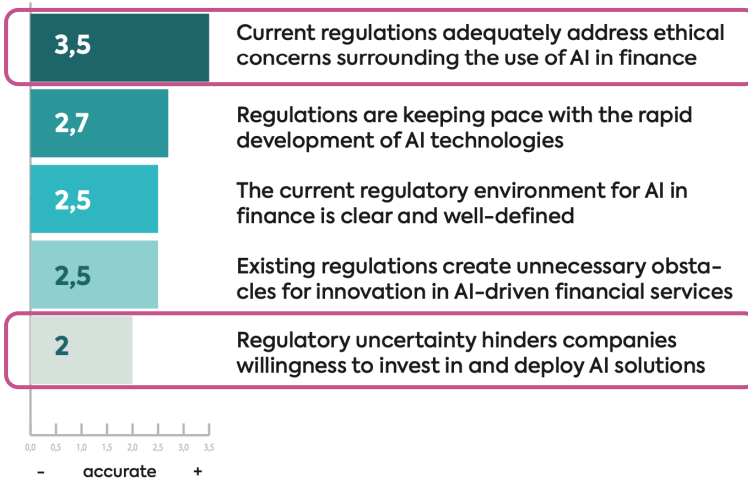 3,5
Current regulations adequately address ethical
concerns surrounding the use of AI in finance
2,7
Regulations are keeping pace with the rapid
development of AI technologies
2,5
The current regulatory environment for AI in
finance is clear and well-defined
2,5
Existing regulations create unnecessary obsta-
cles for innovation in AI-driven financial services
2
Regulatory uncertainty hinders companies
willingness to invest in and deploy AI solutions
0,0 0,5 1,0 1,5 2,0 2,5 3,0 3,5
- accurate +